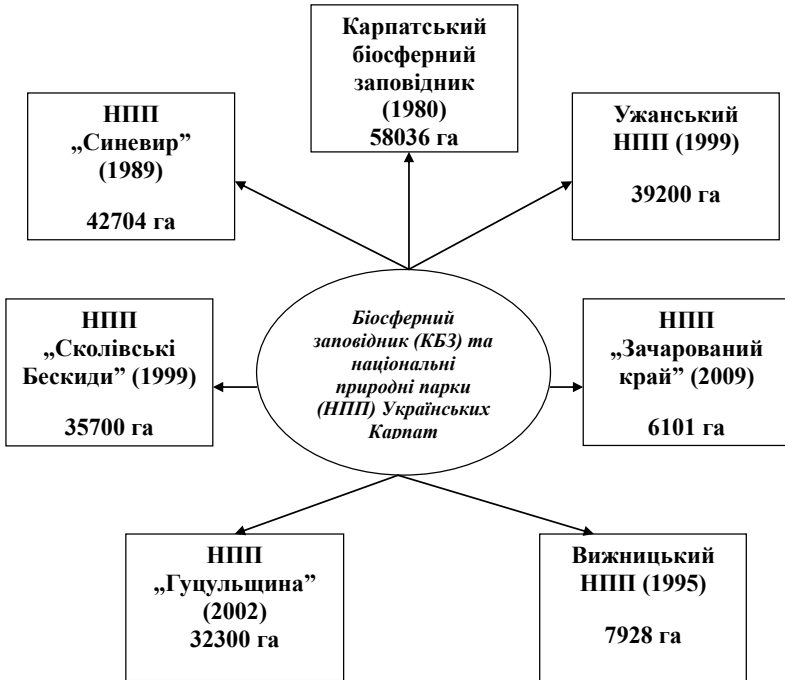 Карпатський
біосферний
заповідник
(1980)
58036 га
НПП
„Синевир”
(1989)
42704 га
Ужанський
НПП (1999)
39200 га
НПП
„Сколівські
Бескиди” (1999)
35700 га
Біосферний
заповідник (КБЗ) та
національні
природні парки
(НПП) Українських
Карпат
НПП
„Зачарований
край” (2009)
6101 га
НПП
„Гуцульщина”
(2002)
32300 га
Вижницький
НПП (1995)
7928 га